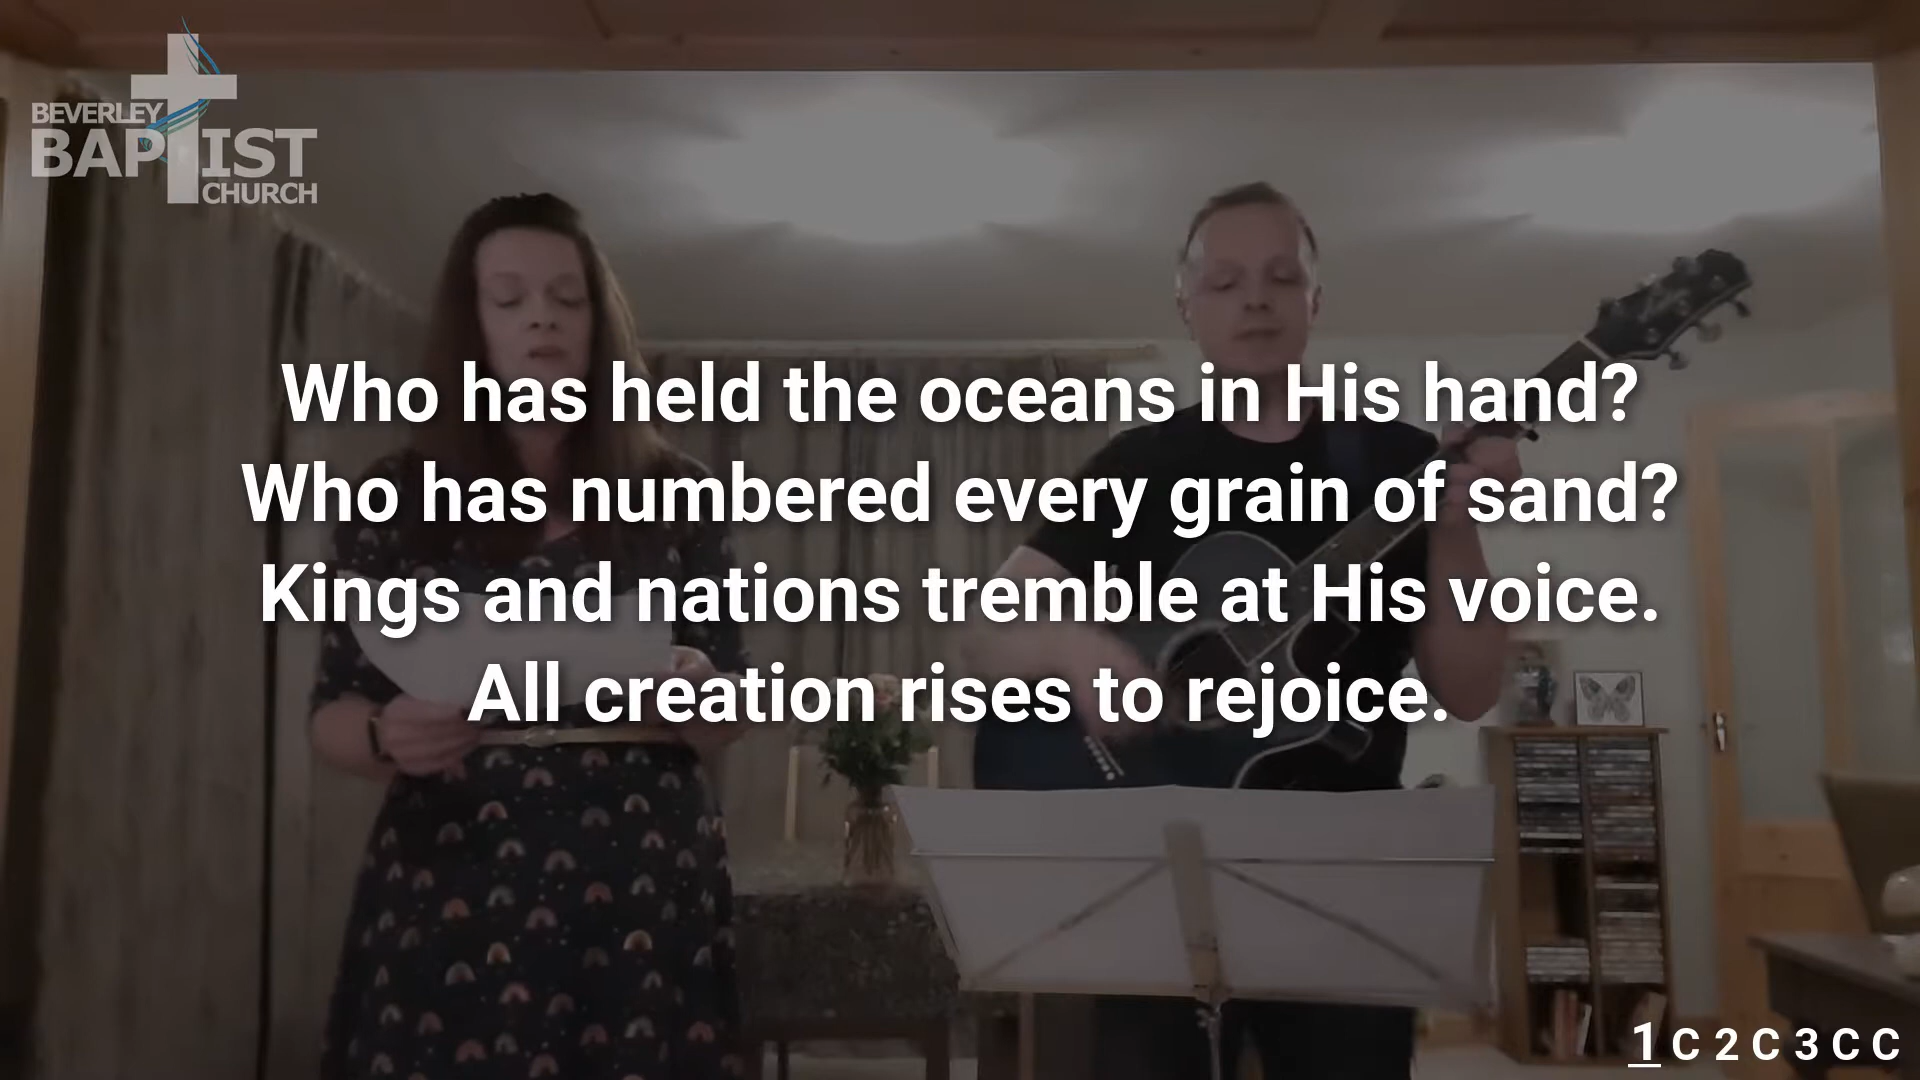 BEVERLEY
BAPTIST
CHURCH
Who has held the oceans in His hand?
Who has numbered every grain of sand?
Kings and nations tremble at His voice.
All creation rises to rejoice.
1 C 2 C 3 C C